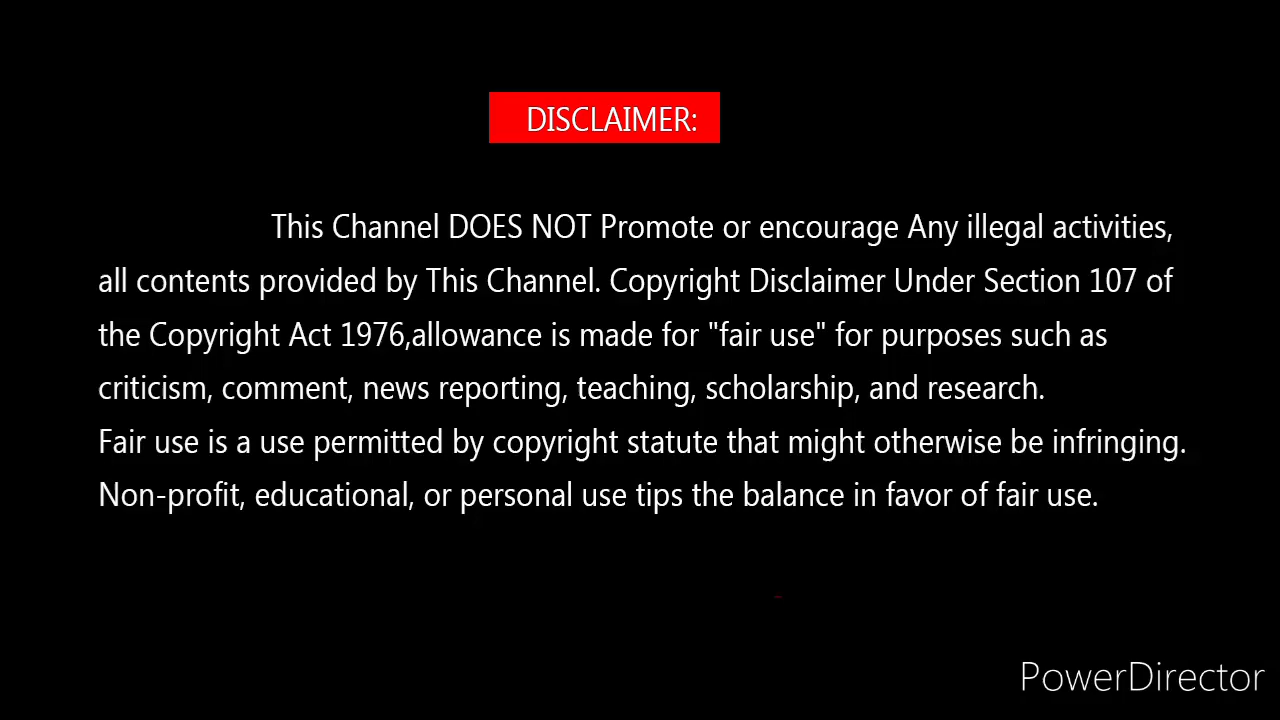 DISCLAIMER:
This Channel DOES NOT Promote or encourage Any illegal activities,
all contents provided by This Channel. Copyright Disclaimer Under Section 107 of
the Copyright Act 1976,allowance is made for "fair use" for purposes such as
criticism, comment, news reporting, teaching, scholarship, and research.
Fair use is a use permitted by copyright statute that might otherwise be infringing.
Non-profit, educational, or personal use tips the balance in favor of fair use.
PowerDirector